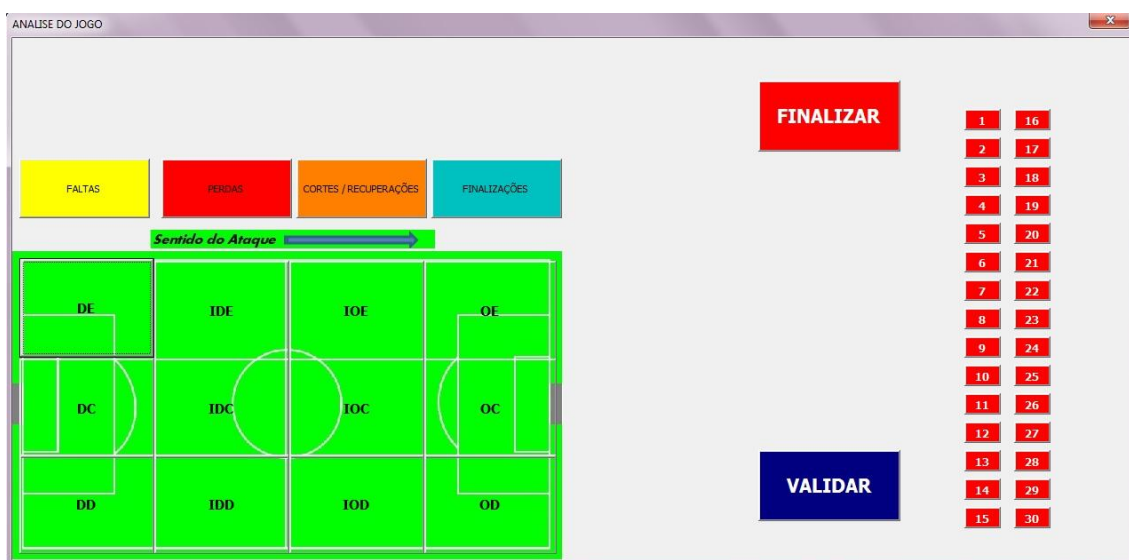 ANALISE DO JOGO
x
FINALIZAR
1 16
2 17
3 18
4 19
5 20
6 21
7 22
8 23
9 24
10 25
11 26
12 27
13 28
14 29
15 30
FALTAS PERDAS CORTES / RECUPERAÇÕES FINALIZAÇÕES
Sentido do Ataque
DE IDE IOE OE
DC IDC IOC OC
DD IDD IOD OD
VALIDAR